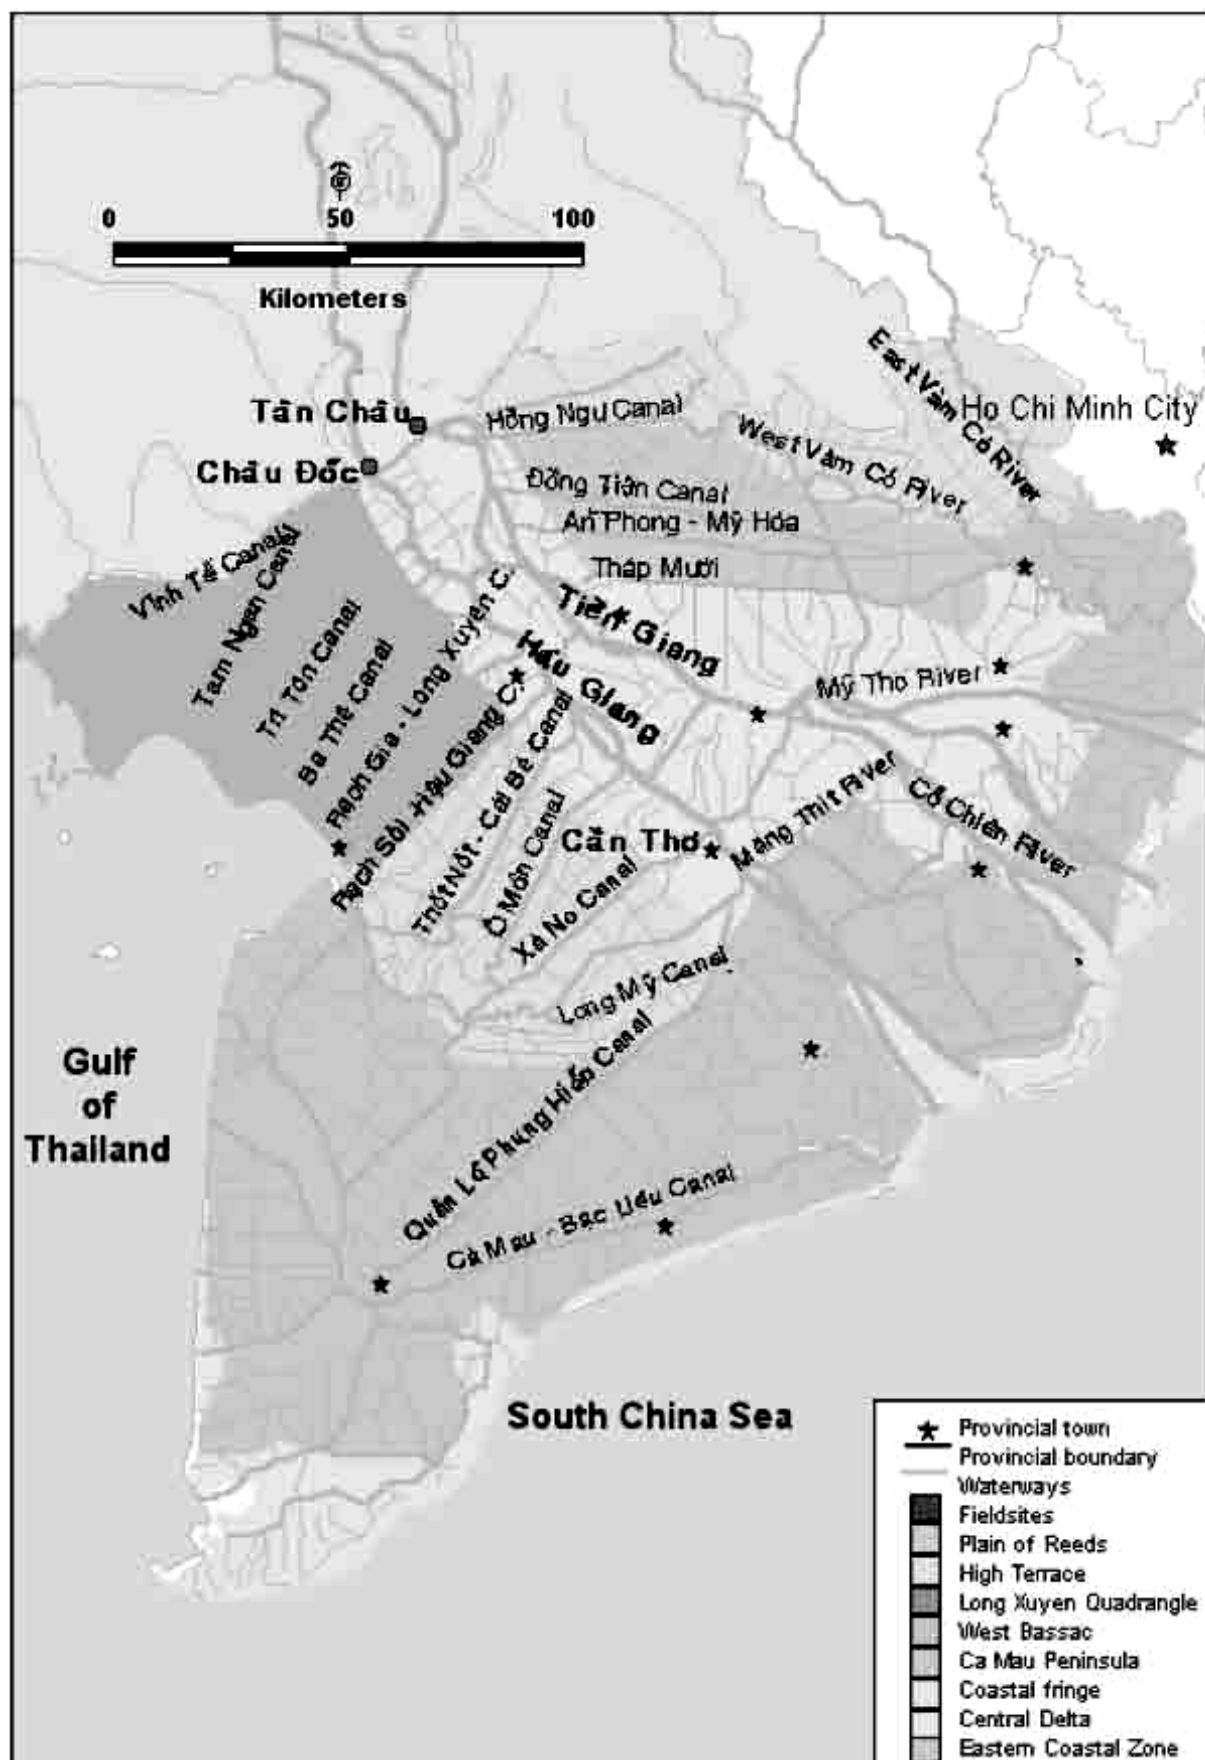 0 50 100
Kilometers
East Vàm Cỏ River
Ho Chi Minh City
Tân Châu
Hồng Ngự Canal
West Vàm Cỏ River
Châu Đốc
Đồng Tiến Canal
An Phong - Mỹ Hòa
Tháp Mười
Vĩnh Tế Canal
Tam Ngan Canal
Tri Tôn Canal
Ba Thê Canal
Rạch Gia - Long Xuyên C.
Rạch Sỏi - Hậu Giang C.
Tiền Giang
Hậu Giang
Mỹ Tho River
Thốt Nốt - Cái Bé Canal
Ô Môn Canal
Cần Thơ
Xà No Canal
Măng Thít River
Cổ Chiên River
Long Mỹ Canal
Quản Lộ Phụng Hiển Canal
Cà Mau - Bạc Liêu Canal
Gulf
of
Thailand
South China Sea
Provincial town
Provincial boundary
Waterways
Fieldsites
Plain of Reeds
High Terrace
Long Xuyen Quadrangle
West Bassac
Ca Mau Peninsula
Coastal fringe
Central Delta
Eastern Coastal Zone